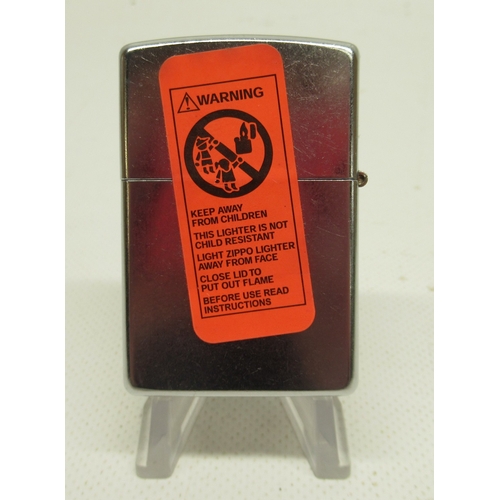 WARNING
KEEP AWAY
FROM CHILDREN
THIS LIGHTER IS NOT
CHILD RESISTANT
LIGHT ZIPPO LIGHTER
AWAY FROM FACE
CLOSE LID TO
PUT OUT FLAME
BEFORE USE READ
INSTRUCTIONS